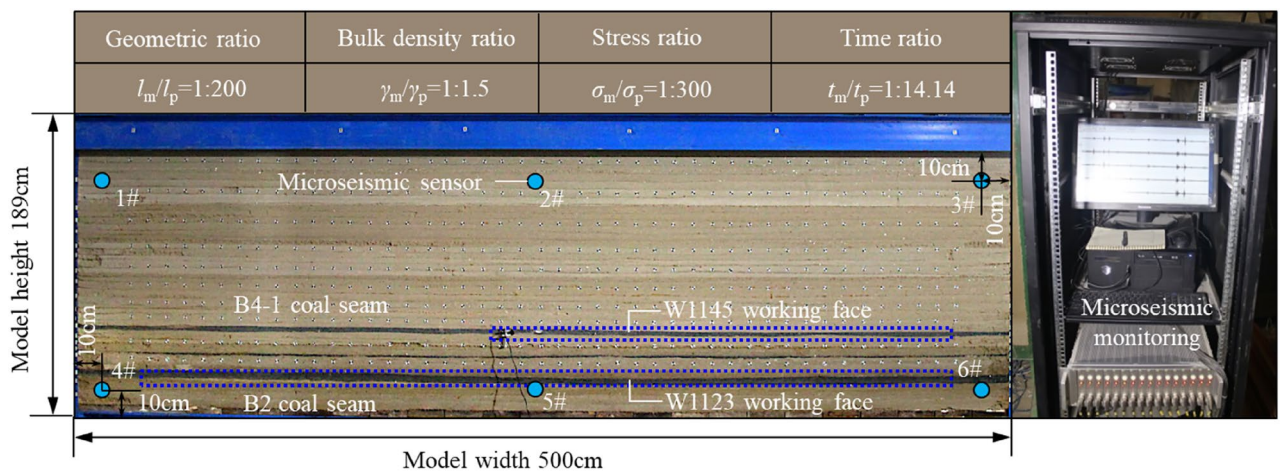 Geometric ratio
Bulk density ratio
Stress ratio
Time ratio
lm/lp=1:200
γm/γp=1:1.5
σm/σp=1:300
tm/tp=1:14.14
Model height 189cm
Microseismic sensor
1#
2#
3#
10cm
10cm
B4-1 coal seam
W1145 working face
10cm
4#
10cm
B2 coal seam
5#
W1123 working face
6#
Microseismic
monitoring
Model width 500cm